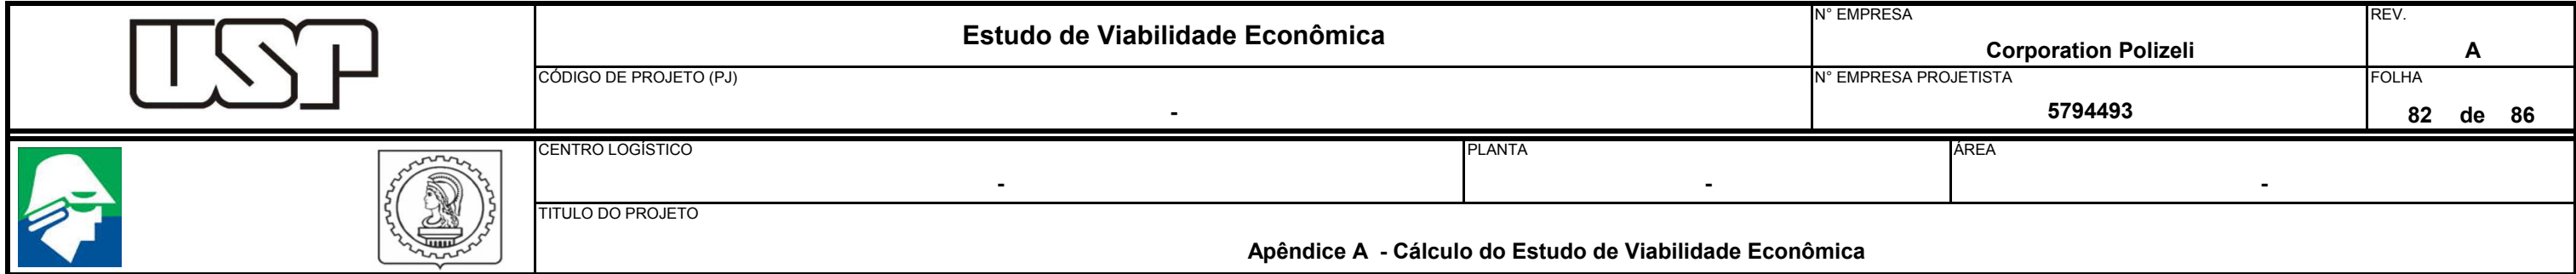 USP
Estudo de Viabilidade Econômica
N° EMPRESA
Corporation Polizeli
REV.
A
CÓDIGO DE PROJETO (PJ)
-
N° EMPRESA PROJETISTA
5794493
FOLHA
82 de 86
CENTRO LOGÍSTICO
-
PLANTA
-
ÁREA
-
TITULO DO PROJETO
Apêndice A - Cálculo do Estudo de Viabilidade Econômica